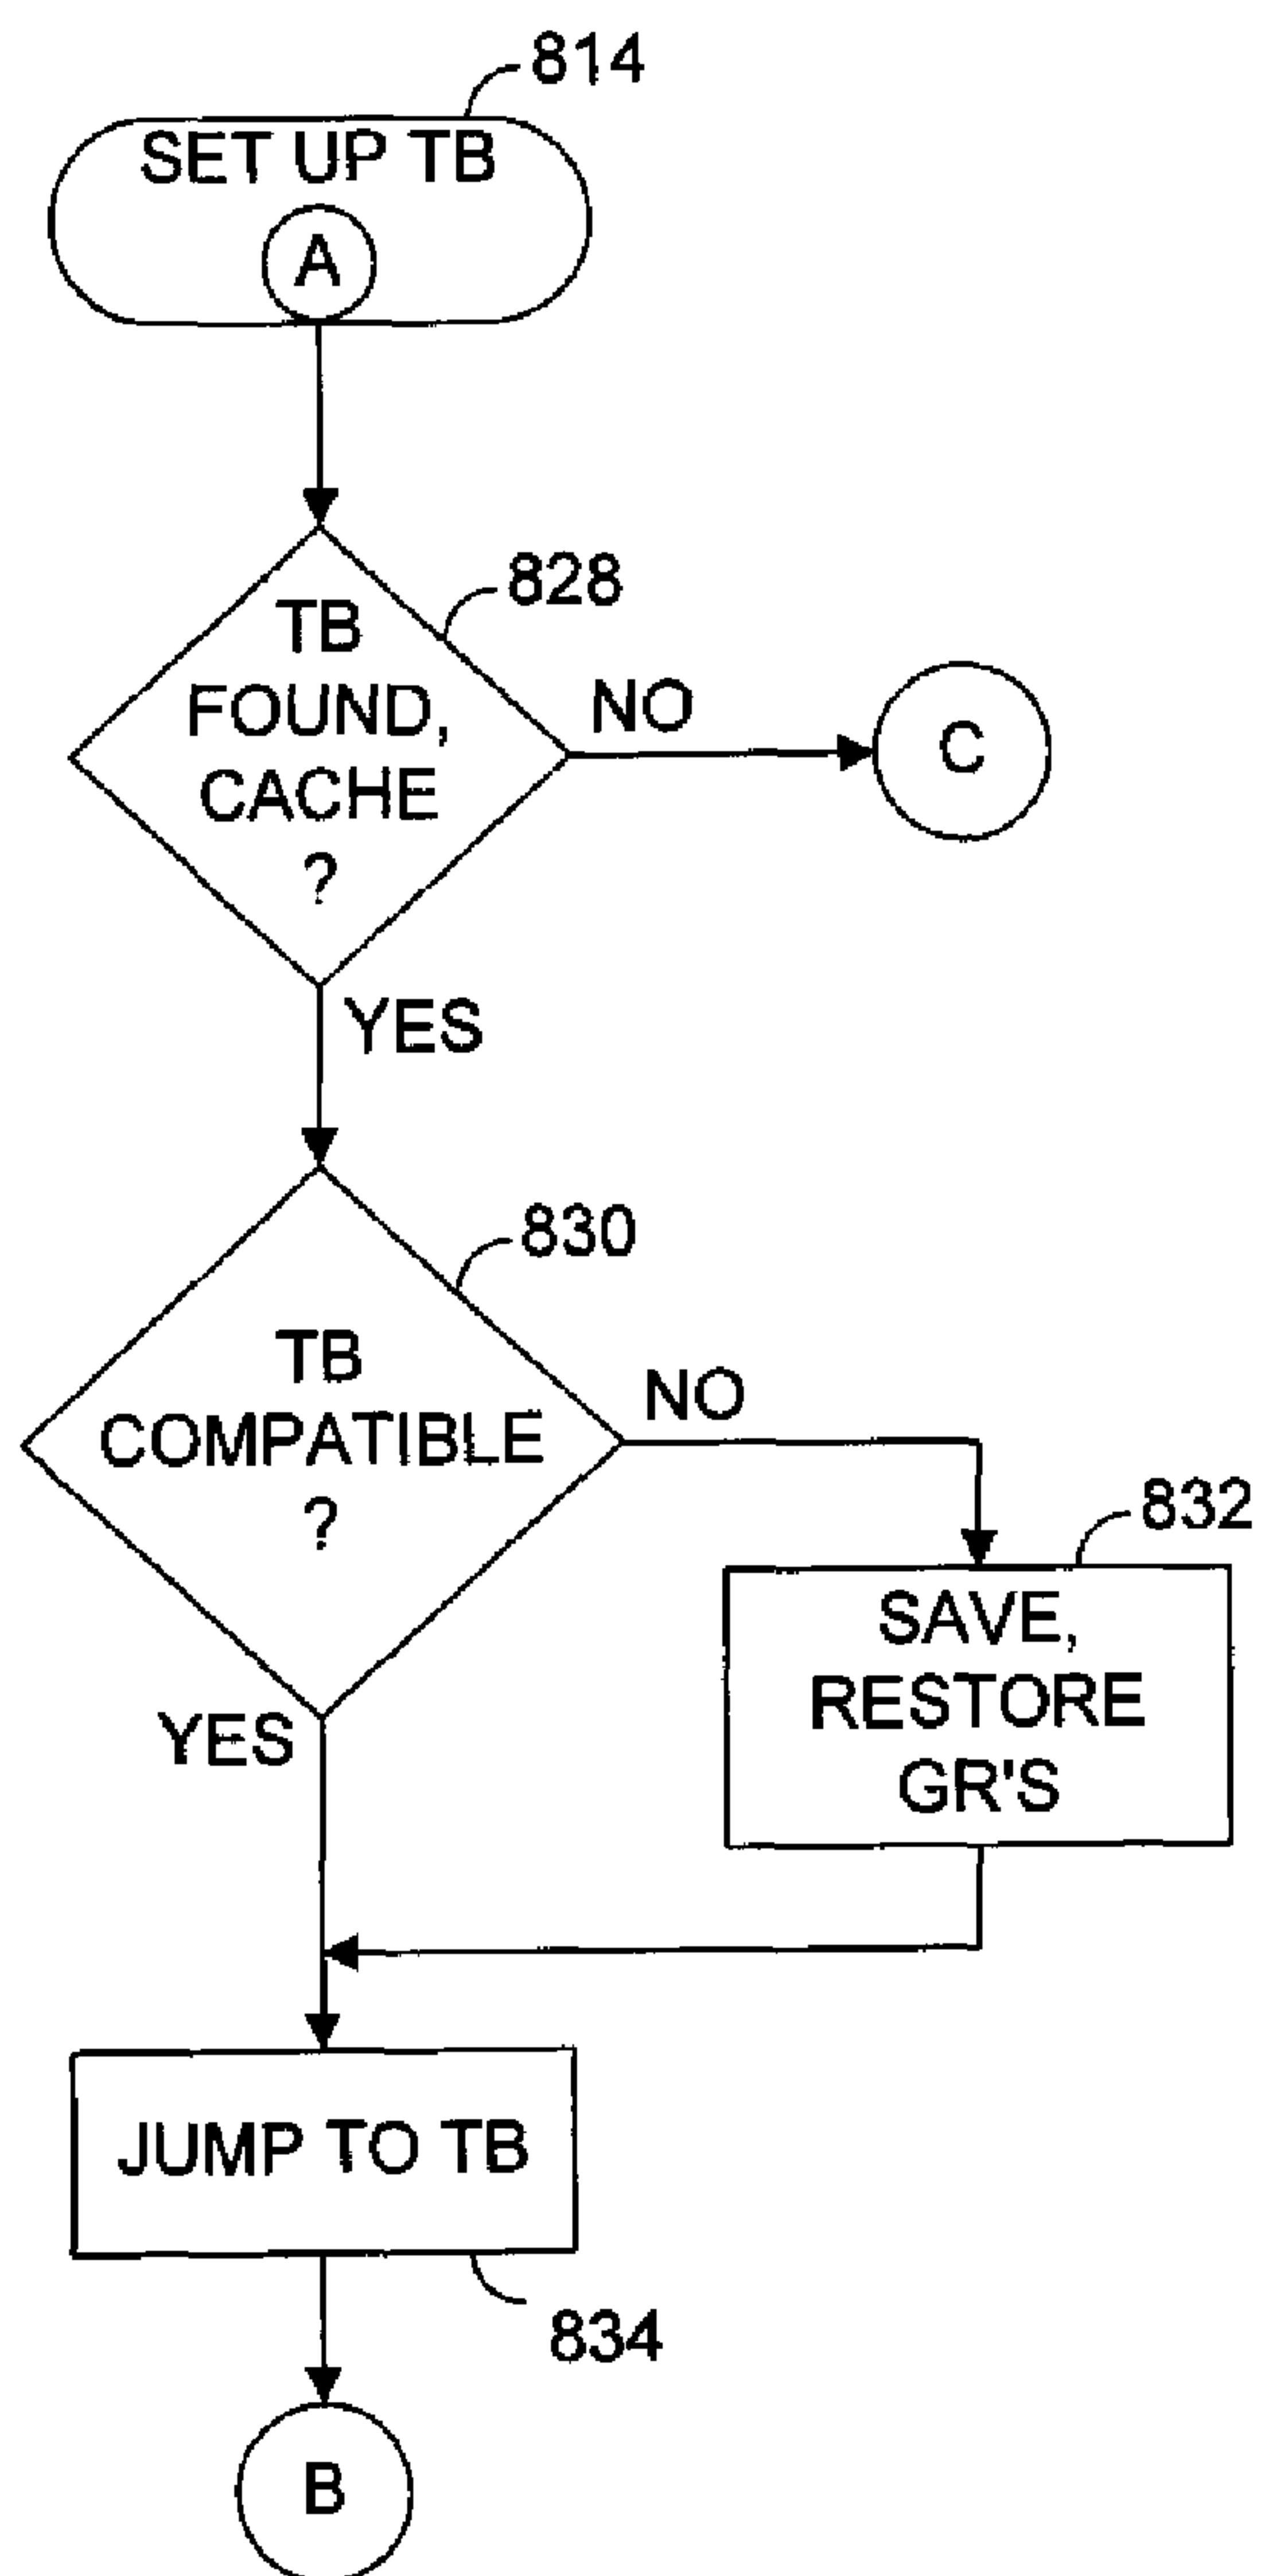 814
SET UP TB
A
828
TB
FOUND,
CACHE
?
NO
C
YES
830
TB
COMPATIBLE
?
NO
832
SAVE,
RESTORE
GR'S
YES
JUMP TO TB
834
B